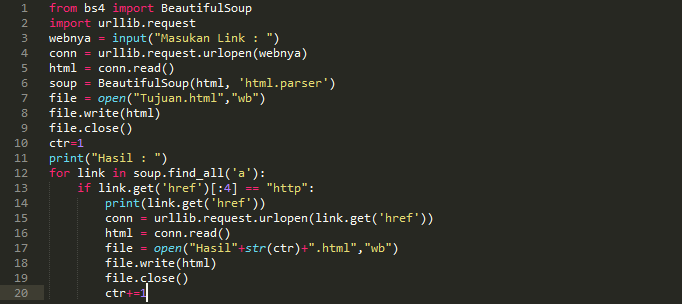 1 from bs4 import BeautifulSoup
2 import urllib.request
3 webnya = input("Masukan Link : ")
4 conn = urllib.request.urlopen(webnya)
5 html = conn.read()
6 soup = BeautifulSoup(html, 'html.parser')
7 file = open("Tujuan.html","wb")
8 file.write(html)
9 file.close()
10 ctr=1
11 print("Hasil : ")
12 for link in soup.find_all('a'):
13     if link.get('href')[:4] == "http":
14         print(link.get('href'))
15         conn = urllib.request.urlopen(link.get('href'))
16         html = conn.read()
17         file = open("Hasil"+str(ctr)+".html","wb")
18         file.write(html)
19         file.close()
20         ctr+=1